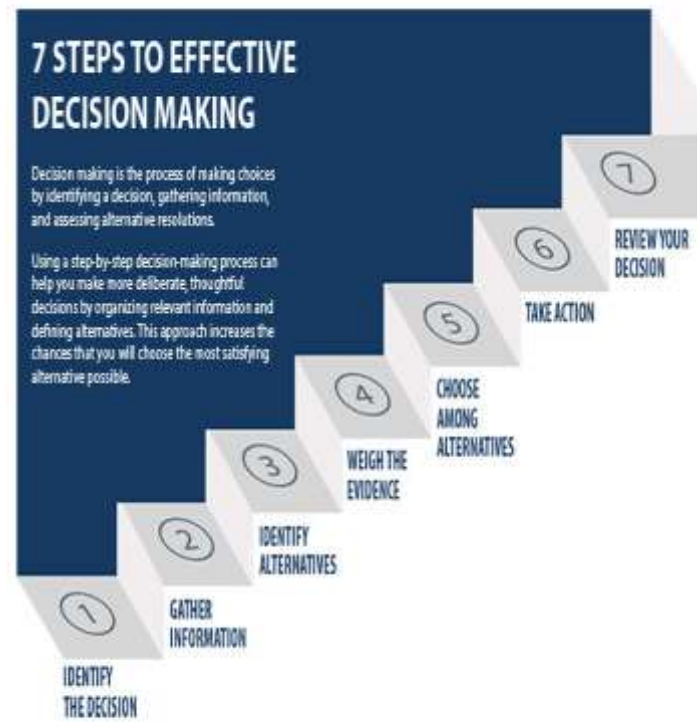 7 STEPS TO EFFECTIVE
DECISION MAKING
Decision making is the process of making choices
by identifying a decision, gathering information,
and assessing alternative resolutions.
Using a step-by-step decision-making process can
help you make more deliberate, thoughtful
decisions by organizing relevant information and
defining alternatives. This approach increases the
chances that you will choose the most satisfying
alternative possible.
1
IDENTIFY
THE DECISION
2
GATHER
INFORMATION
3
IDENTIFY
ALTERNATIVES
4
WEIGH THE
EVIDENCE
5
CHOOSE
AMONG
ALTERNATIVES
6
TAKE ACTION
7
REVIEW YOUR
DECISION